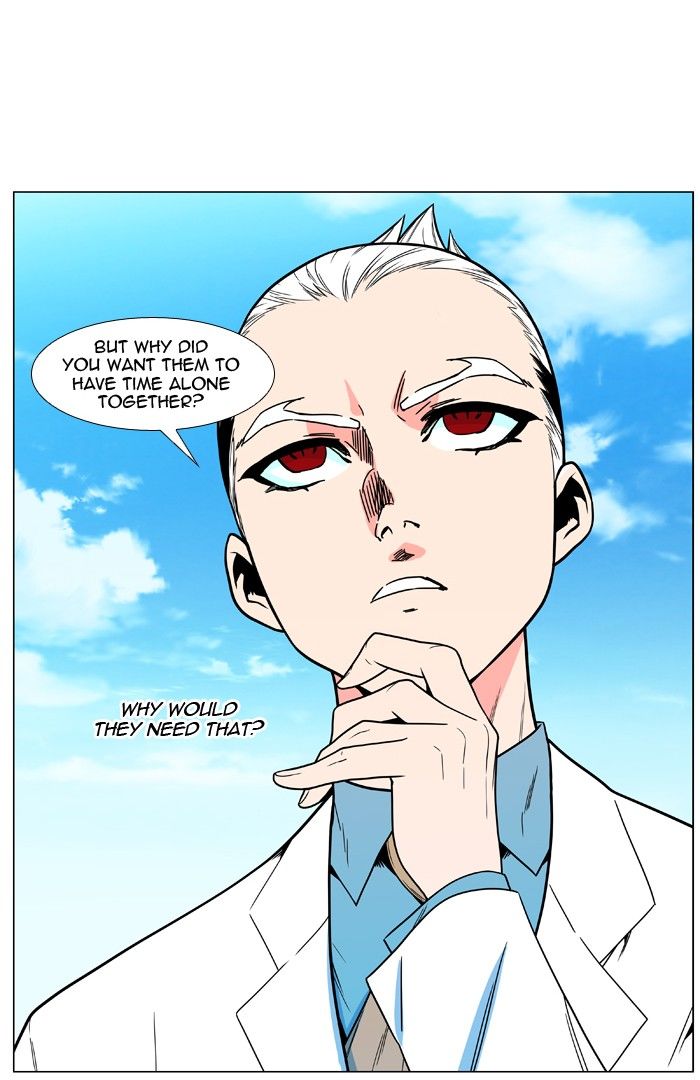 BUT WHY DID
YOU WANT THEM TO
HAVE TIME ALONE
TOGETHER?
WHY WOULD
THEY NEED THAT?